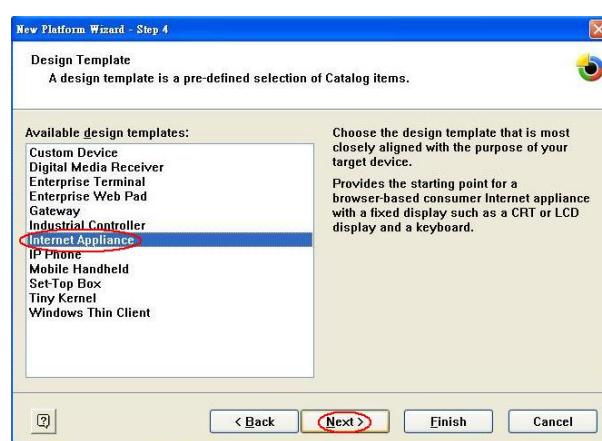 New Platform Wizard - Step 4
Design Template
A design template is a pre-defined selection of Catalog items.
Available design templates:
Custom Device
Digital Media Receiver
Enterprise Terminal
Enterprise Web Pad
Gateway
Industrial Controller
Internet Appliance
IP Phone
Mobile Handheld
Set-Top Box
Tiny Kernel
Windows Thin Client
Choose the design template that is most
closely aligned with the purpose of your
target device.
Provides the starting point for a
browser-based consumer Internet appliance
with a fixed display such as a CRT or LCD
display and a keyboard.
?
< Back
Next >
Finish
Cancel